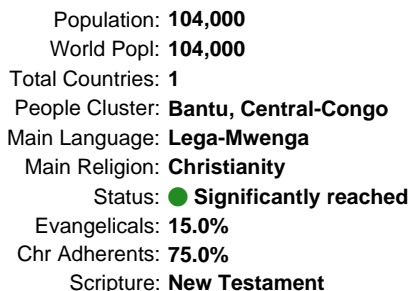 Population: 104,000
World Popl: 104,000
Total Countries: 1
People Cluster: Bantu, Central-Congo
Main Language: Lega-Mwenga
Main Religion: Christianity
Status: Significantly reached
Evangelicals: 15.0%
Chr Adherents: 75.0%
Scripture: New Testament